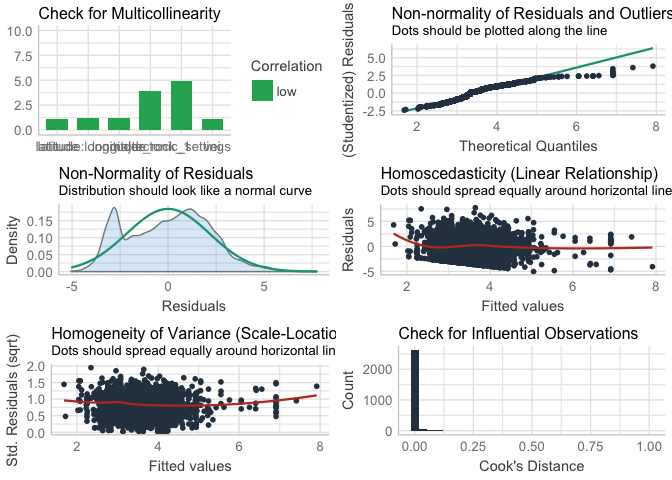 Check for Multicollinearity
10.0
7.5
5.0
2.5
0.0
Correlation
low
Non-normality of Residuals and Outliers
Dots should be plotted along the line
(Studentized) Residuals
5.0
2.5
0.0
-2.5
2 4 6 8
Theoretical Quantiles
Non-Normality of Residuals
Distribution should look like a normal curve
Density
0.15
0.10
0.05
0.00
-5 0 5
Residuals
Homoscedasticity (Linear Relationship)
Dots should spread equally around horizontal line
Residuals
5
0
-5
2 4 6 8
Fitted values
Homogeneity of Variance (Scale-Locatio
Dots should spread equally around horizontal lin
Std. Residuals (sqrt)
2.0
1.5
1.0
0.5
0.0
2 4 6 8
Fitted values
Check for Influential Observations
Count
2000
1000
0
0.00 0.25 0.50 0.75 1.00
Cook's Distance